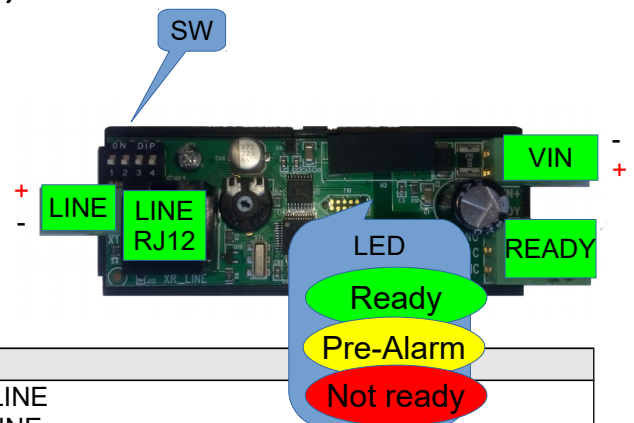 SW
ON DIP
1 2 3 4
VIN
-
+
+
-
LINE
LINE
RJ12
READY
LED
Ready
Pre-Alarm
Not ready
XR_LINE
LINE